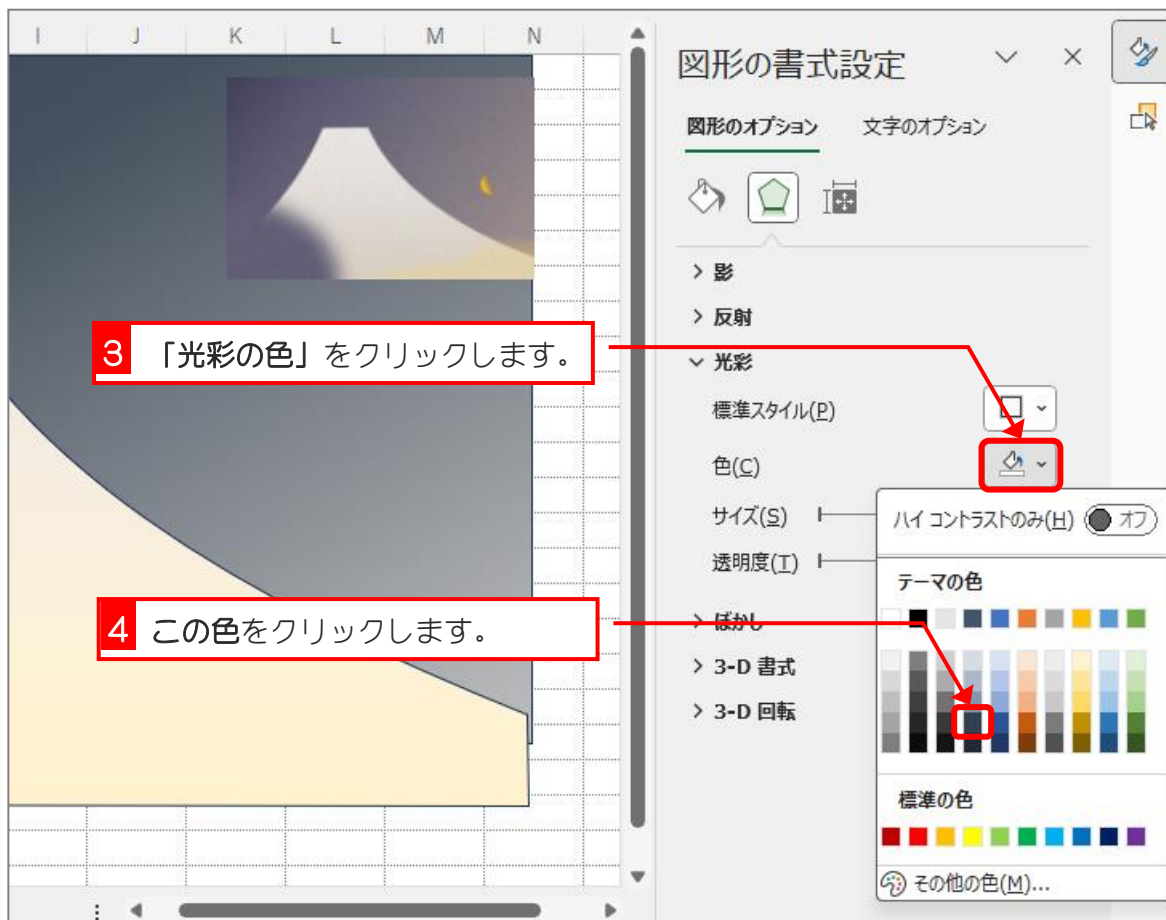 I J K L M N
図形の書式設定
図形のオプション 文字のオプション
影
反射
3 「光彩の色」をクリックします。
光彩
標準スタイル(P)
色(C)
サイズ(S)
ハイ コントラストのみ(H) オフ
透明度(T)
テーマの色
4 この色をクリックします。
ぼかし
3-D 書式
3-D 回転
標準の色
その他の色(M)...